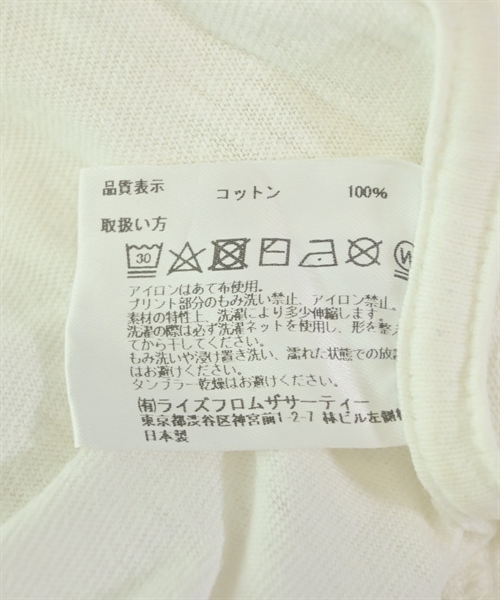 品質表示 コットン 100%
取扱い方
30
アイロンはあて布使用。
プリント部分のもみ洗い禁止、アイロン禁止。
素材の特性上、洗濯により多少伸縮します。
洗濯の際は必ず洗濯ネットを使用し、形を整え
てから干してください。
もみ洗いや浸け置き洗い、濡れた状態での放置
はお避けください。
タンブラー乾燥はお避けください。
(有)ライズフロムザサーティー
東京都渋谷区神宮前1-2-7 林ビル左側
日本製